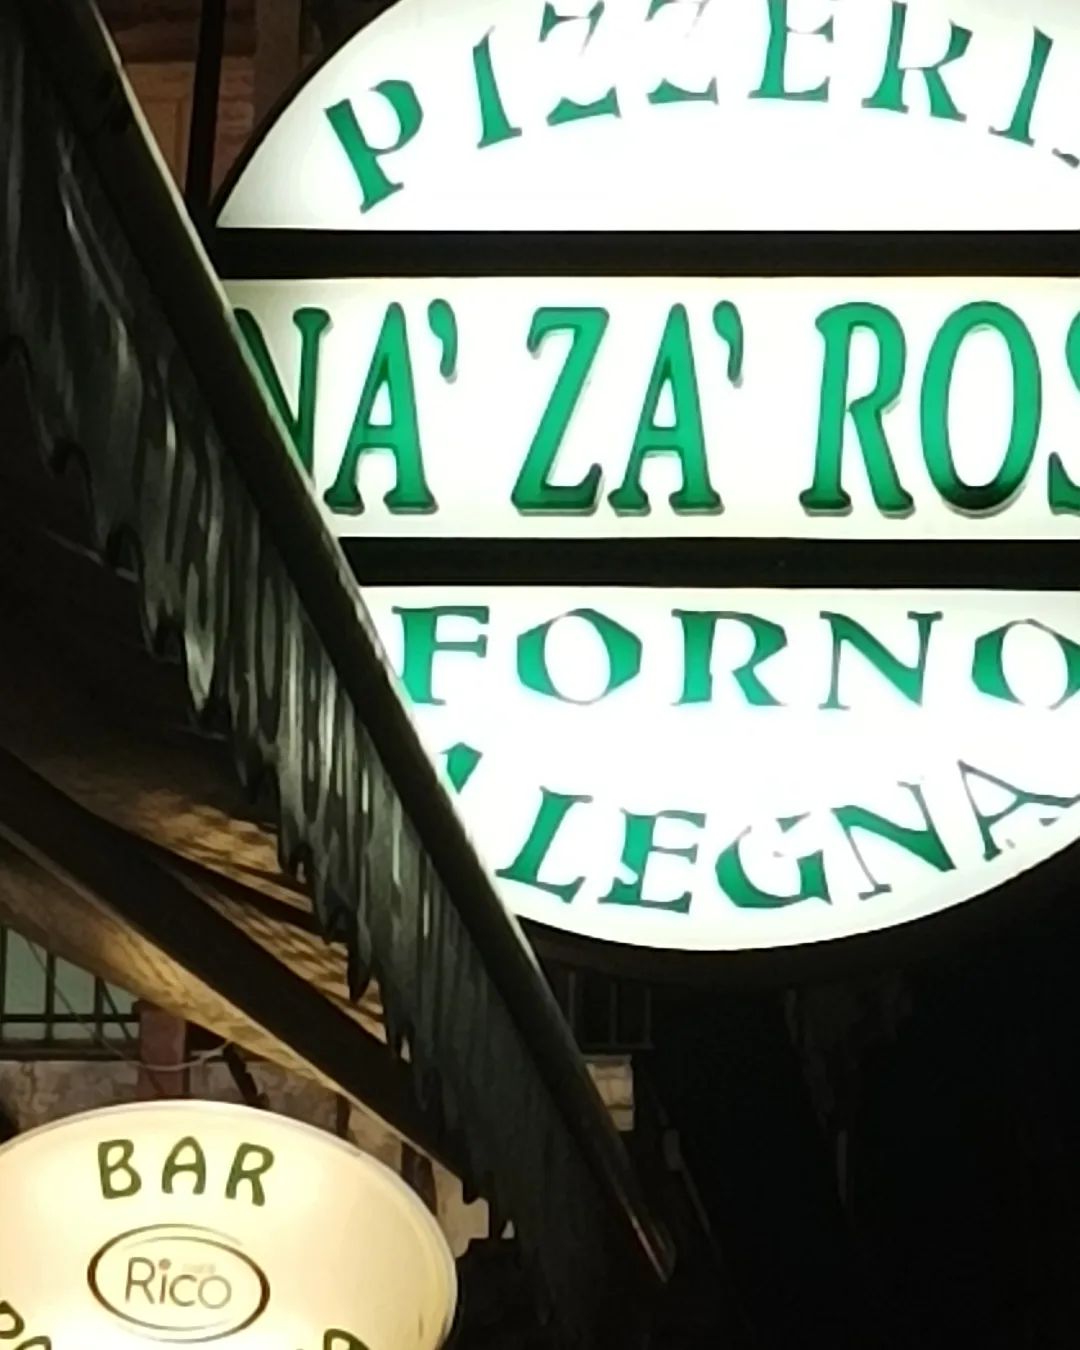 PIZZERI
NA' ZA' ROS
FORNO
LEGNA
BAR
Rico